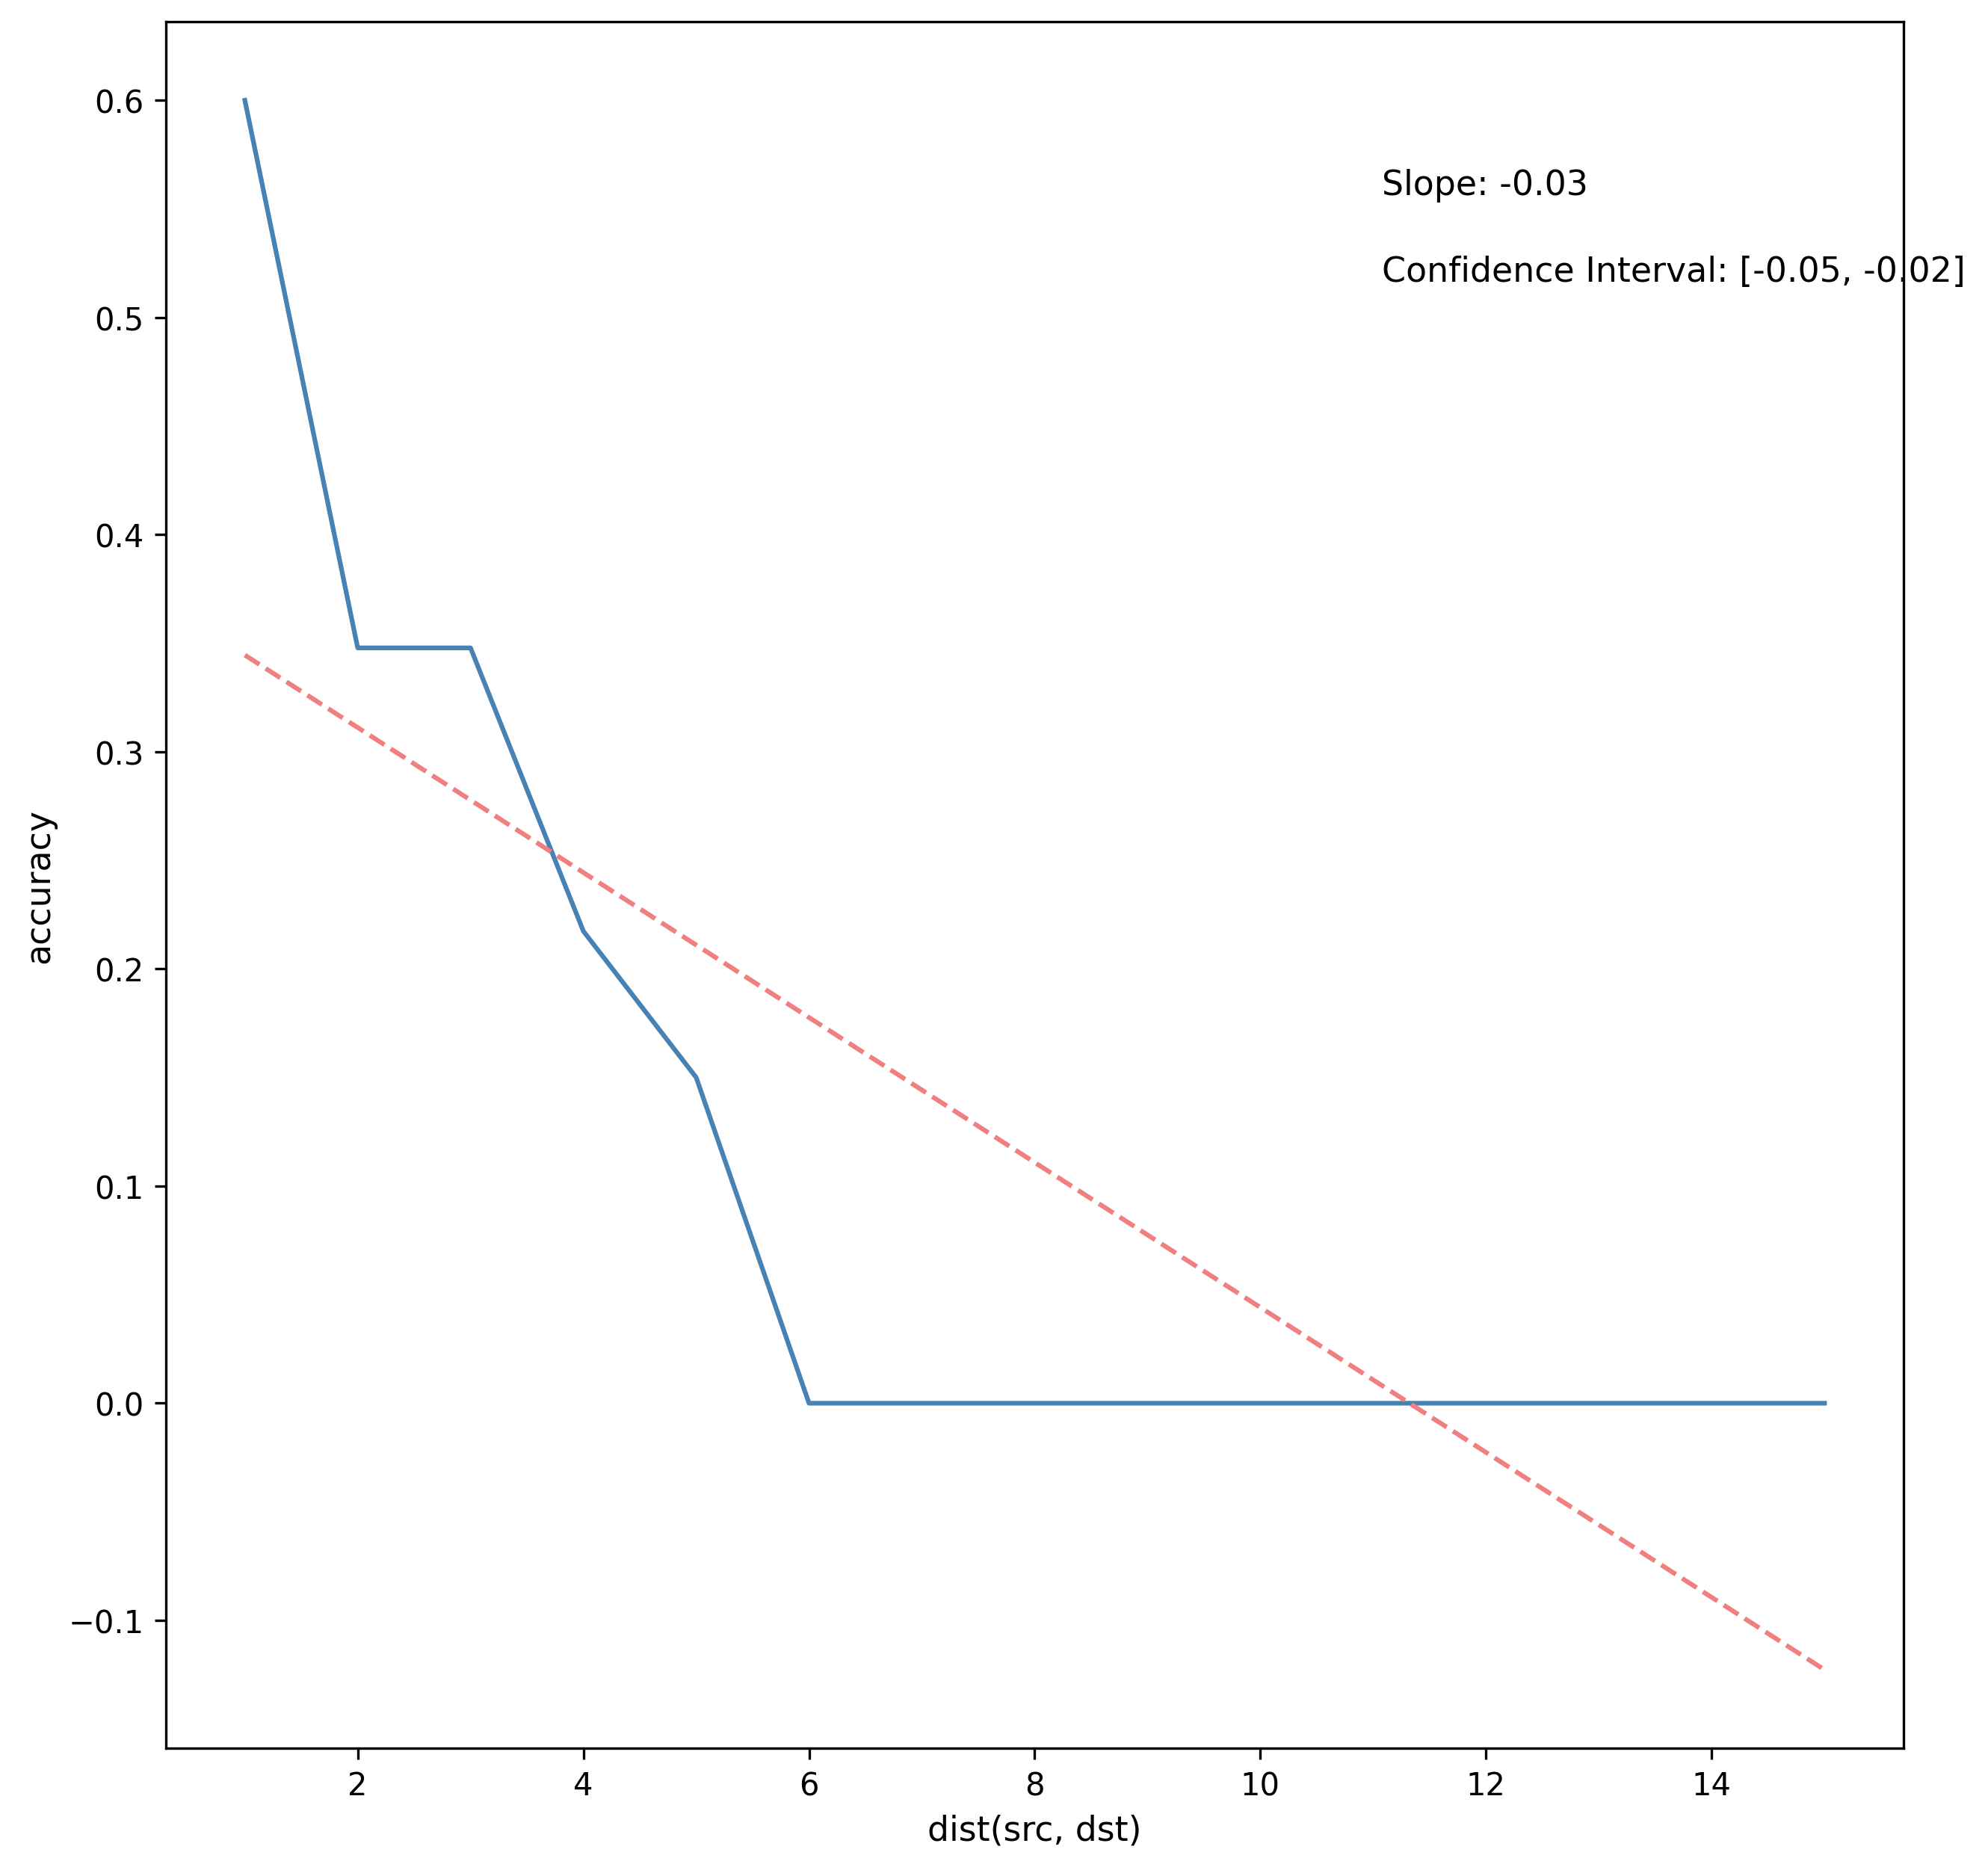 0.6
Slope: -0.03
Confidence Interval: [-0.05, -0.02]
0.5
0.4
0.3
accuracy
0.2
0.1
0.0
−0.1
2 4 6 8 10 12 14
dist(src, dst)